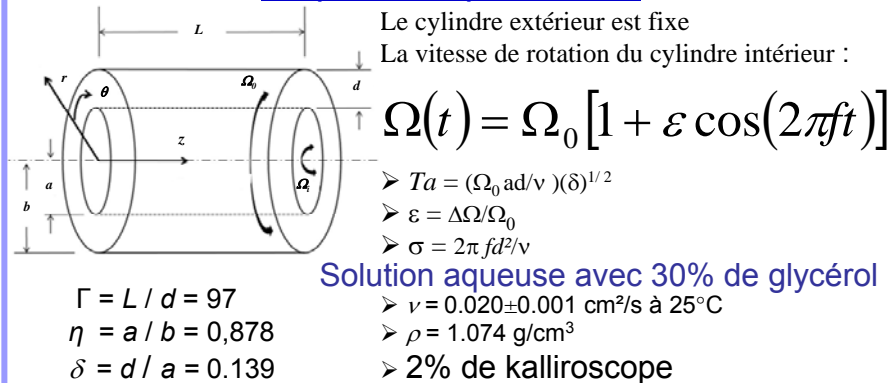 L
r
θ
Ω₀
d
z
a
Ωᵢ
b
Γ = L / d = 97
η = a / b = 0,878
δ = d / a = 0.139
Le cylindre extérieur est fixe
La vitesse de rotation du cylindre intérieur :
Ω(t) = Ω₀[1 + ε cos(2πft)]
➢ Ta = (Ω₀ ad/ν )(δ)^1/2
➢ ε = ΔΩ/Ω₀
➢ σ = 2π fd²/ν
Solution aqueuse avec 30% de glycérol
➢ ν = 0.020±0.001 cm²/s à 25°C
➢ ρ = 1.074 g/cm³
➢ 2% de kalliroscope